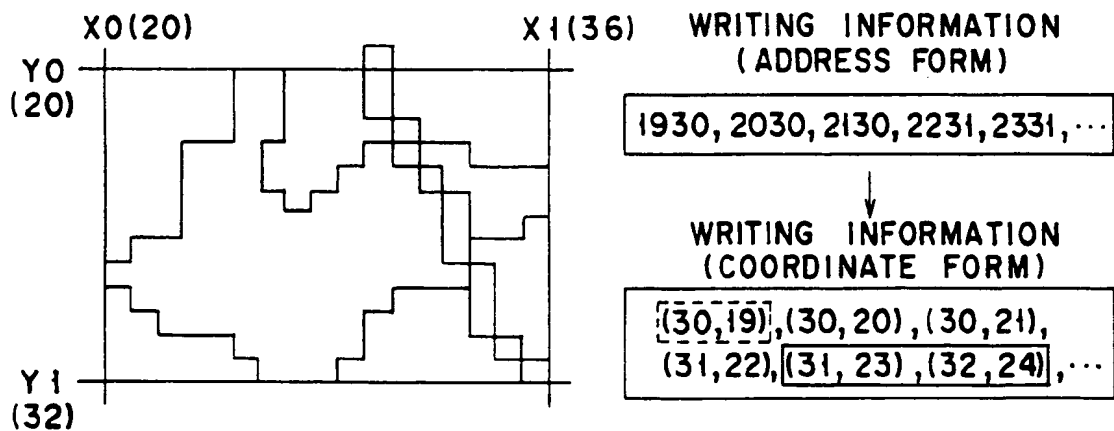 X0(20)
X1(36)
Y0
(20)
Y1
(32)
WRITING INFORMATION
(ADDRESS FORM)
1930, 2030, 2130, 2231, 2331, ...
WRITING INFORMATION
(COORDINATE FORM)
(30,19), (30,20), (30,21),
(31,22), (31,23), (32,24), ...